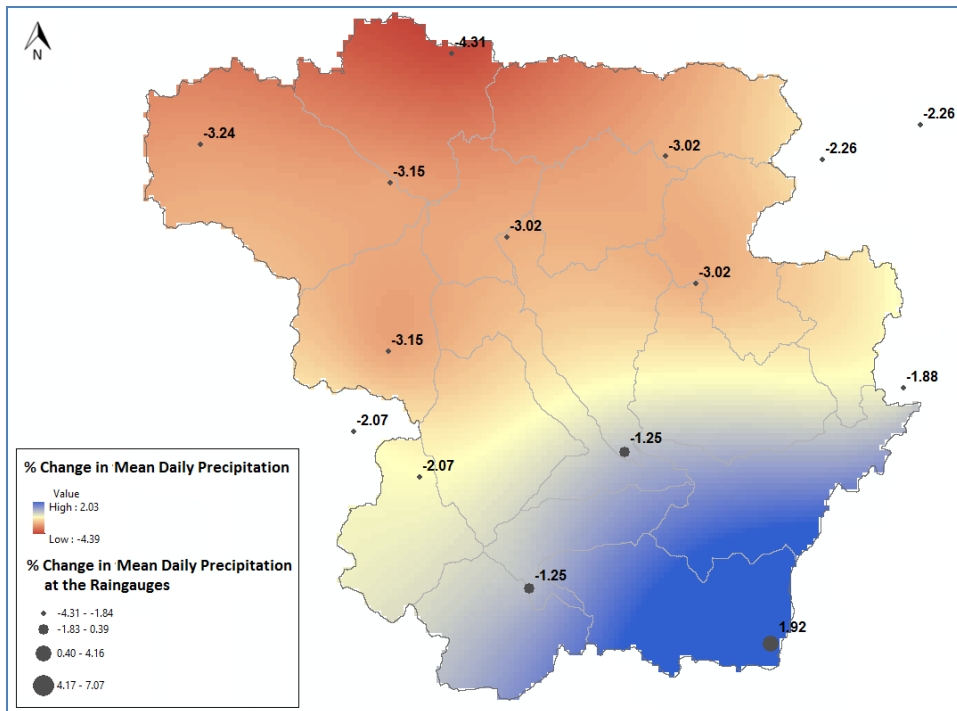 N
-4.31
-2.26
-2.26
-3.24
-3.02
-3.15
-3.02
-3.02
-3.15
-1.88
-2.07
-1.25
-2.07
-1.25
1.92
% Change in Mean Daily Precipitation
Value
High : 2.03
Low : -4.39
% Change in Mean Daily Precipitation
at the Raingauges
-4.31 - -1.84
-1.83 - 0.39
0.40 - 4.16
4.17 - 7.07